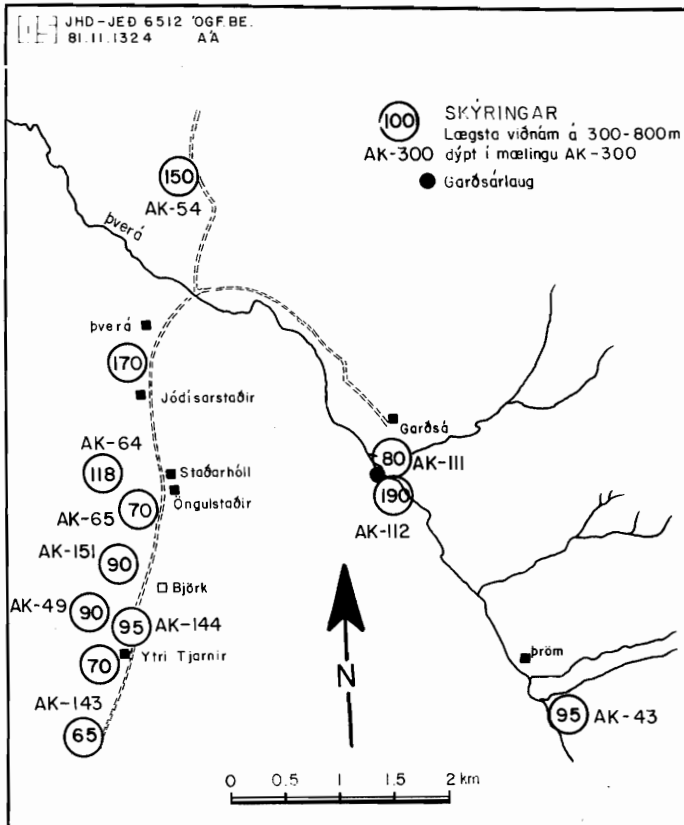 JHD-JEÐ 6512 ÓGF.BE.
81.11.1324 AÁ
100
SKÝRINGAR
Lægsta viðnám á 300-800m
AK-300 dýpt í mælingu AK-300
Garðsárlaug
150
AK-54
Þverá
Þverá
170
Jódísarstaðir
Garðsá
AK-64
80
AK-111
118
Staðarhóll
Öngulstaðir
190
AK-65
70
AK-112
AK-151
90
Björk
AK-49
90
95
AK-144
70
Ytri Tjarnir
Þröm
N
AK-143
65
95
AK-43
0 0.5 1 1.5 2 km